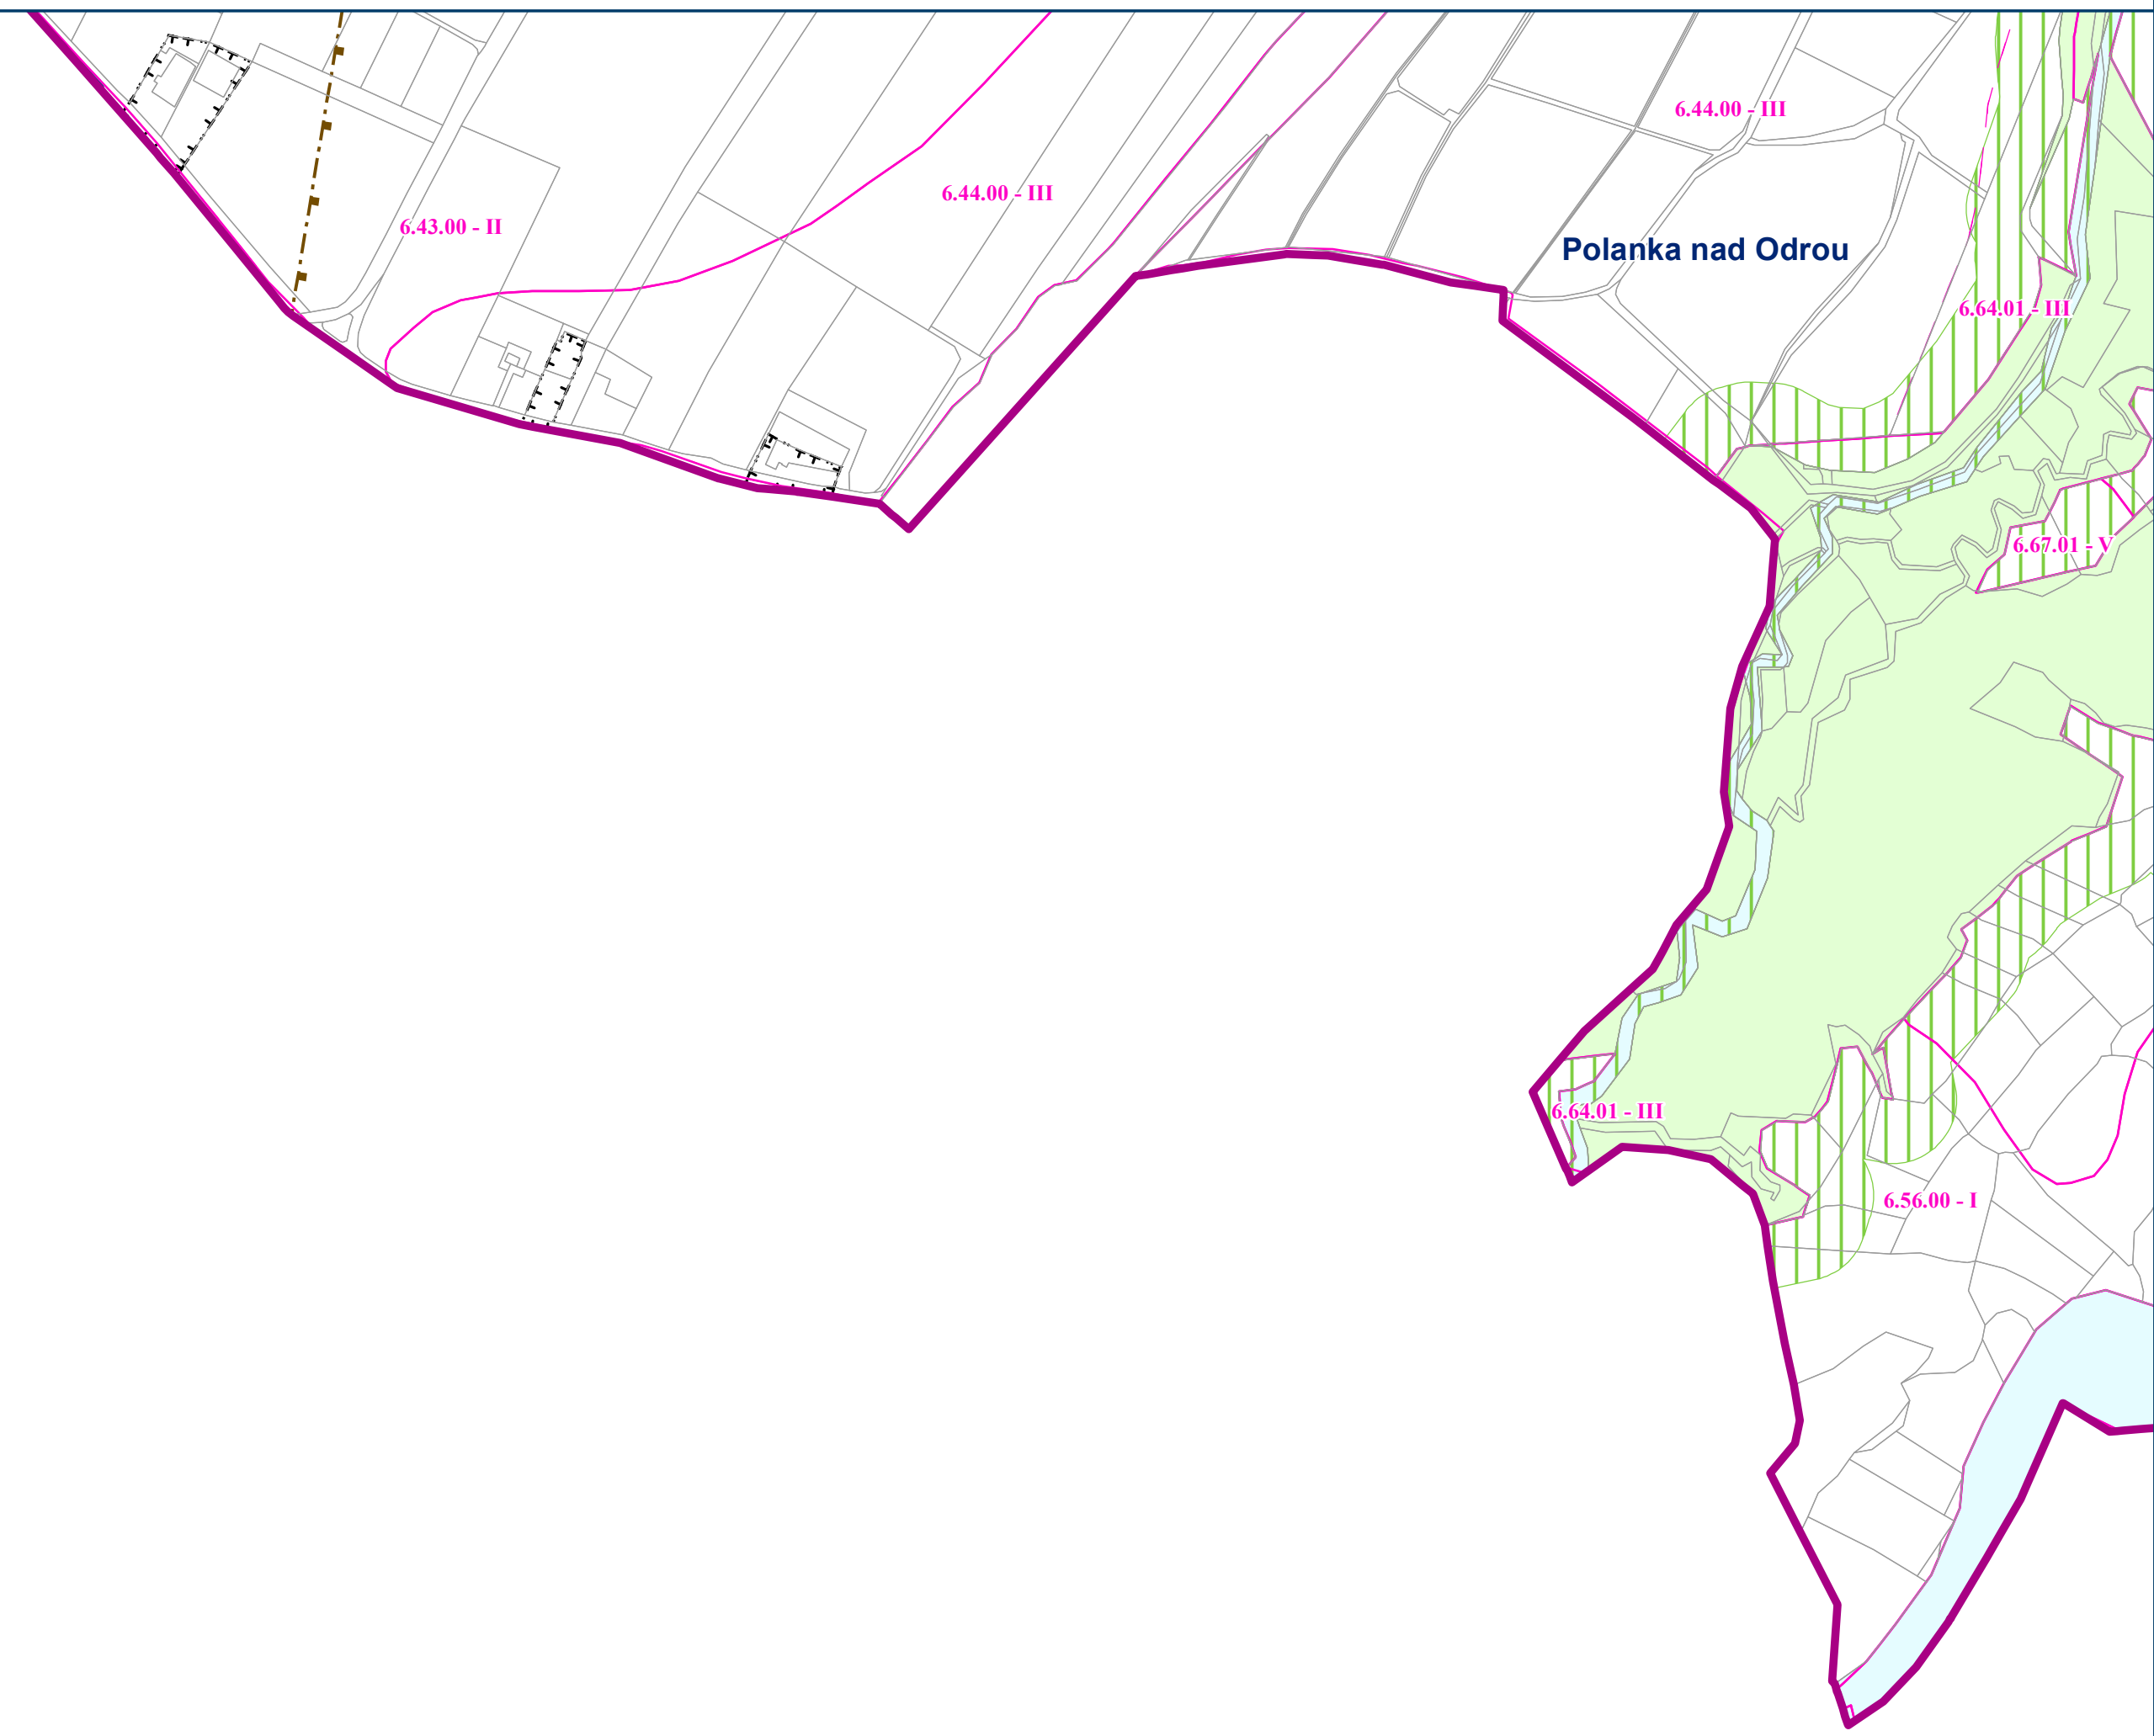 6.44.00 - III
6.44.00 - III
6.43.00 - II
Polanka nad Odrou
6.64.01 - III
6.67.01 - V
6.64.01 - III
6.56.00 - I